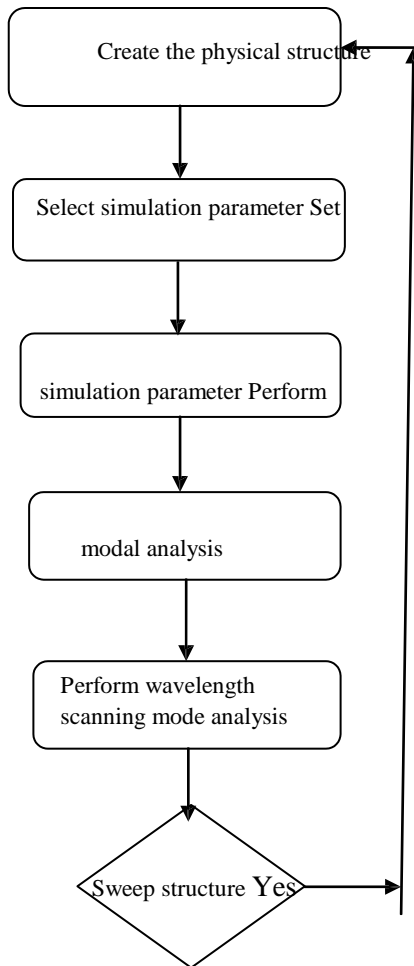 Create the physical structure
Select simulation parameter Set
simulation parameter Perform
modal analysis
Perform wavelength
scanning mode analysis
Sweep structure Yes